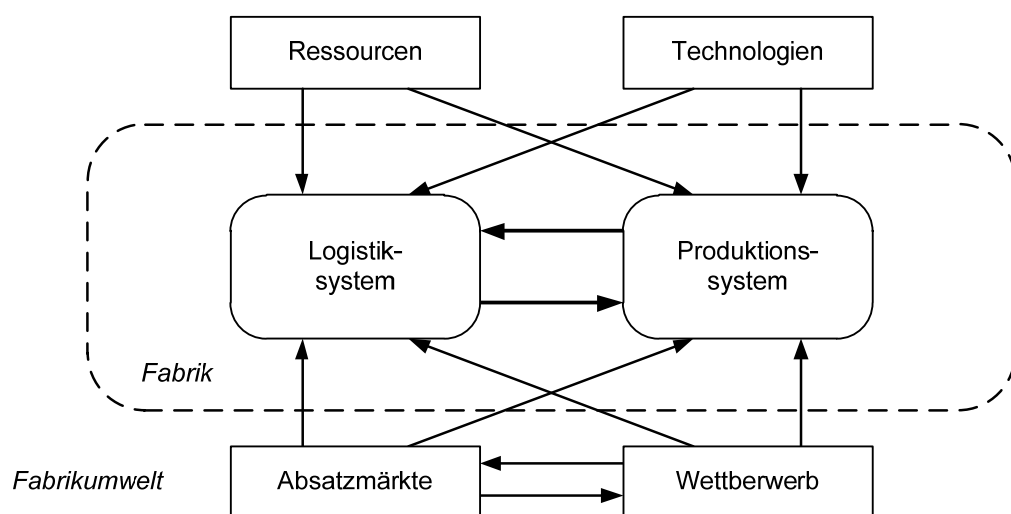 Ressourcen
Technologien
Logistik-
system
Produktions-
system
Fabrik
Fabrikumwelt
Absatzmärkte
Wettberwerb